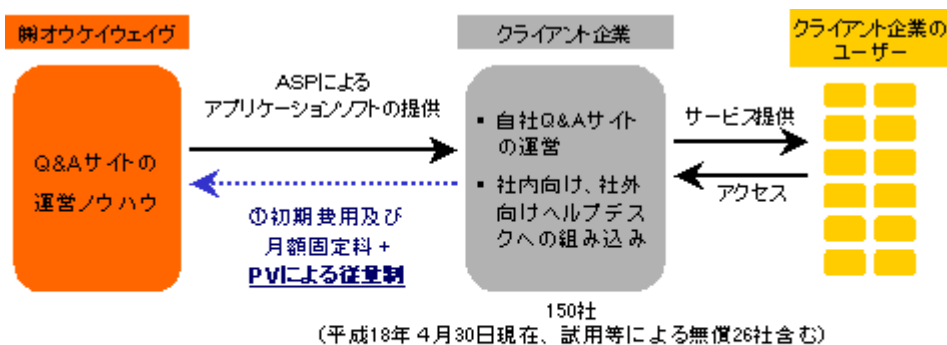 ㈱オウケイウェイヴ
クライアント企業
クライアント企業の
ユーザー
ASPによる
アプリケーションソフトの提供
Q&Aサイトの
運営ノウハウ
①初期費用及び
月額固定料+
PVによる従量制
▪ 自社Q&Aサイト
の運営
▪ 社内向け、社外
向けヘルプデス
クへの組み込み
サービス提供
アクセス
150社
(平成18年4月30日現在、試用等による無償26社含む)